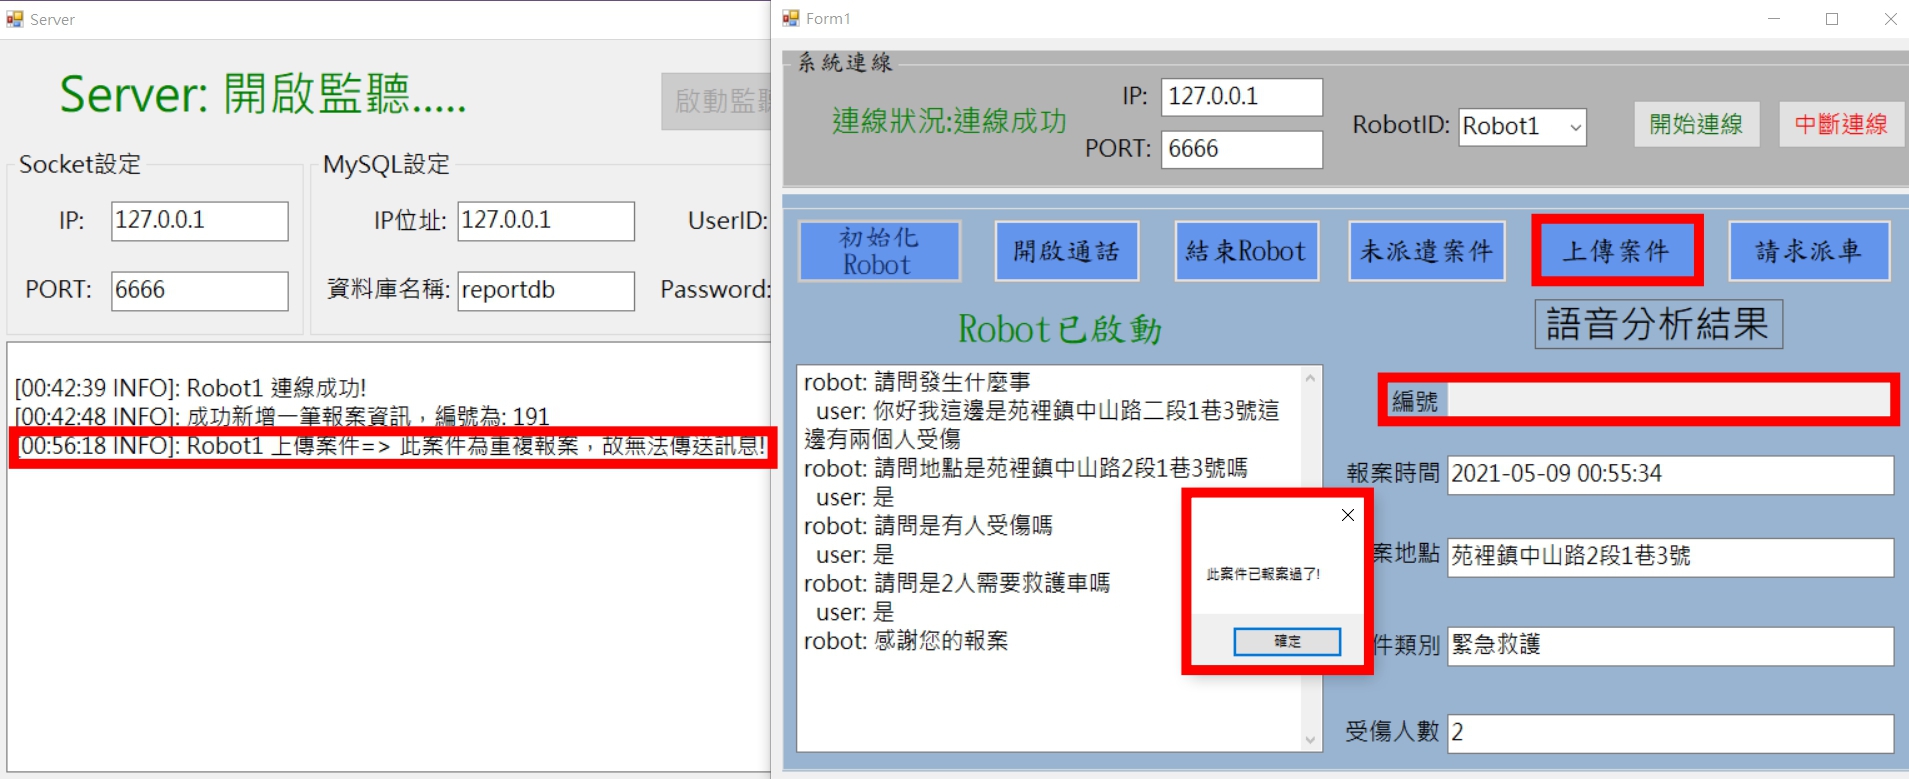 Server
Server: 開啟監聽.....
啟動監
Socket設定
IP:
127.0.0.1
PORT:
6666
MySQL設定
IP位址:
127.0.0.1
UserID:
資料庫名稱:
reportdb
Password:
[00:42:39 INFO]: Robot1 連線成功!
[00:42:48 INFO]: 成功新增一筆報案資訊，編號為: 191
[00:56:18 INFO]: Robot1 上傳案件=> 此案件為重複報案，故無法傳送訊息!
Form1
系統連線
連線狀況:連線成功
IP:
127.0.0.1
PORT:
6666
RobotID:
Robot1
開始連線
中斷連線
初始化
Robot
開啟通話
結束Robot
未派遣案件
上傳案件
請求派車
Robot已啟動
語音分析結果
robot: 請問發生什麼事
user: 你好我這邊是苑裡鎮中山路二段1巷3號這
邊有兩個人受傷
robot: 請問地點是苑裡鎮中山路2段1巷3號嗎
user: 是
robot: 請問是有人受傷嗎
user: 是
robot: 請問是2人需要救護車嗎
user: 是
robot: 感謝您的報案
此案件已報案過了!
確定
編號
報案時間
2021-05-09 00:55:34
案地點
苑裡鎮中山路2段1巷3號
件類別
緊急救護
受傷人數
2